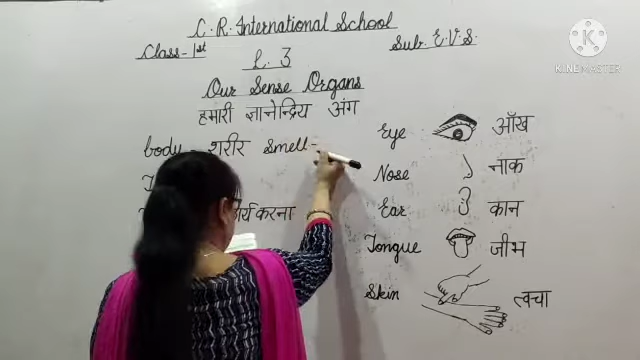 C. R. International School
Class - 1st
Sub. E.V.S.
L. 3
Our Sense Organs
हमारी ज्ञानेन्द्रिय अंग
body - शरीर smell -
करना
Eye आँख
Nose नाक
Ear कान
Tongue जीभ
Skin त्वचा
KINEMASTER